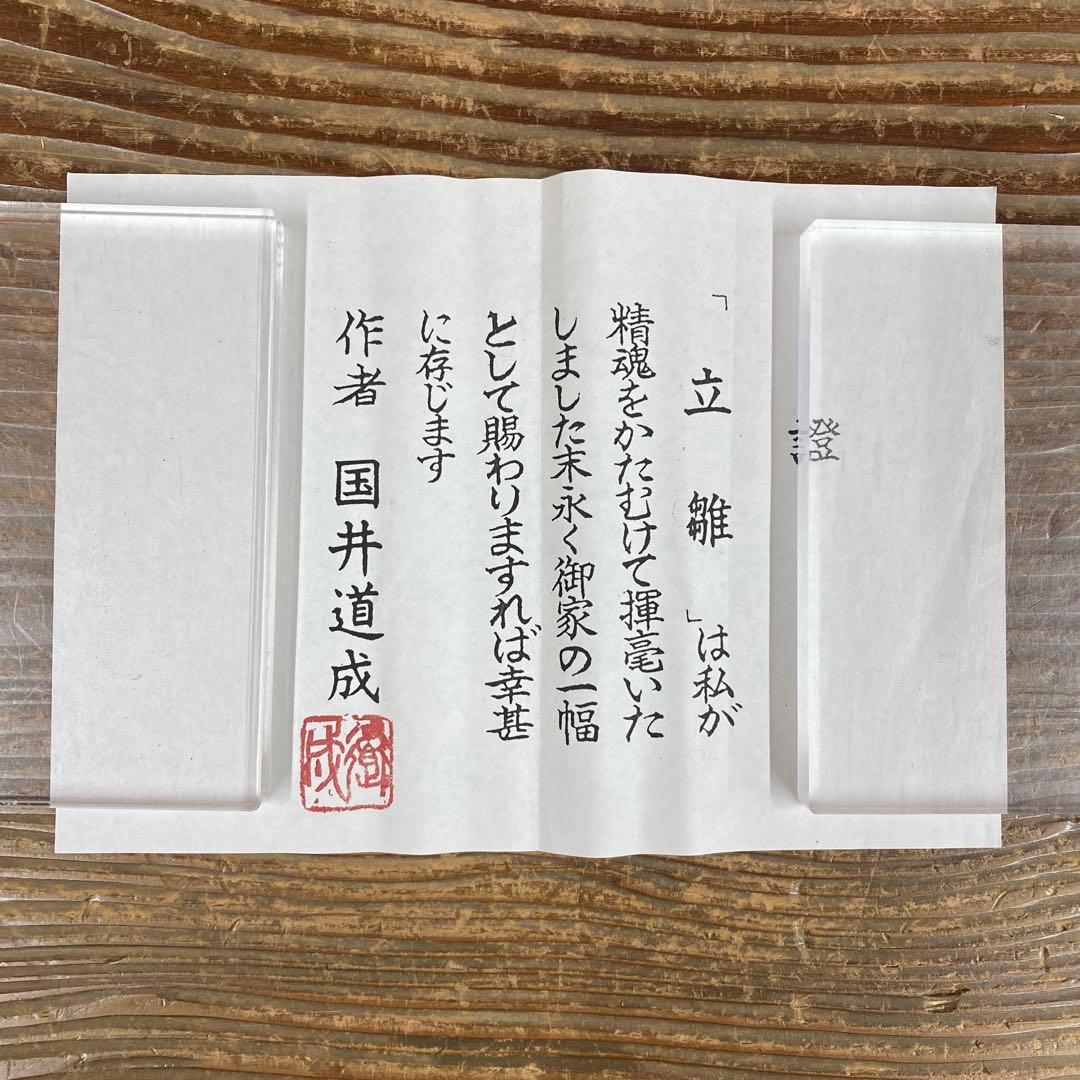 證
「立雛」は私が
精魂をかたむけて揮毫いた
しました末永く御家の一幅
として賜わりますれば幸甚
に存じます
作者 国井道成
道成